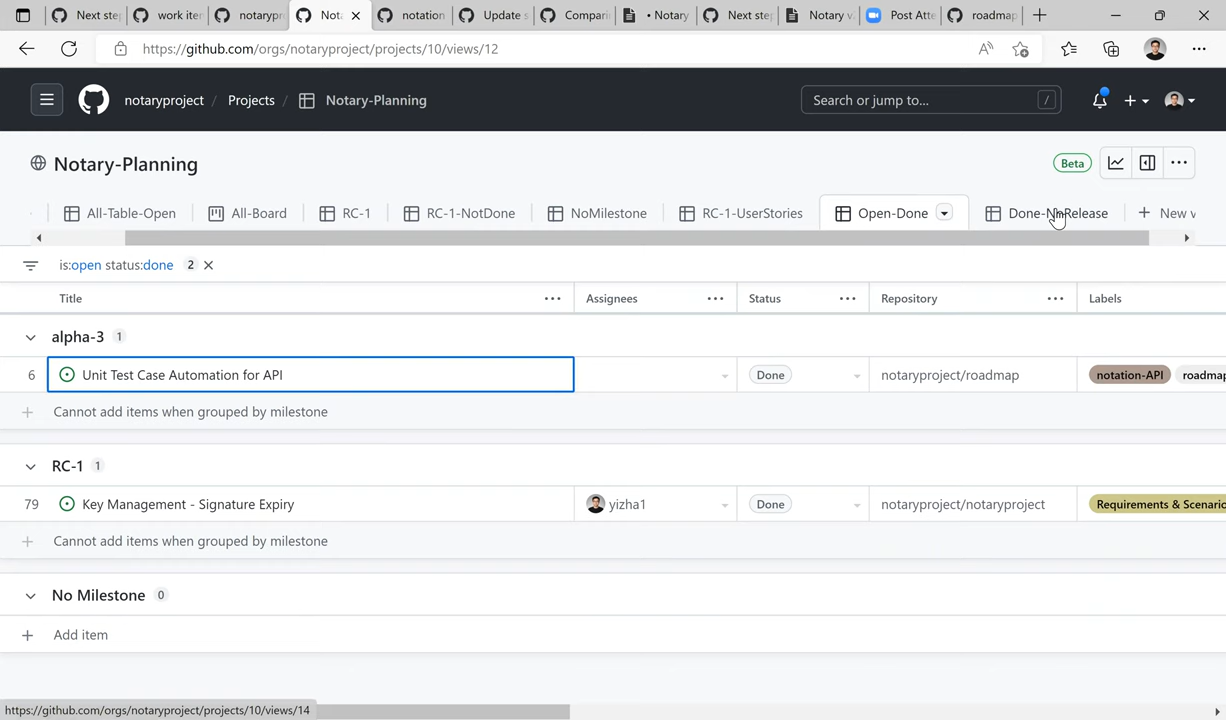 Next ste
work iter
notarypr
Nota
notation
Update s
Compari
• Notary
Next step
Notary v
Post Atte
roadmap
https://github.com/orgs/notaryproject/projects/10/views/12
notaryproject / Projects / Notary-Planning
Search or jump to... /
Notary-Planning
Beta
All-Table-Open
All-Board
RC-1
RC-1-NotDone
NoMilestone
RC-1-UserStories
Open-Done
Done-NoRelease
New v
is:open status:done 2
Title ... Assignees ... Status ... Repository ... Labels
alpha-3 1
6 Unit Test Case Automation for API Done notaryproject/roadmap notation-API roadmap
Cannot add items when grouped by milestone
RC-1 1
79 Key Management - Signature Expiry yizha1 Done notaryproject/notaryproject Requirements & Scenario
Cannot add items when grouped by milestone
No Milestone 0
Add item
https://github.com/orgs/notaryproject/projects/10/views/14